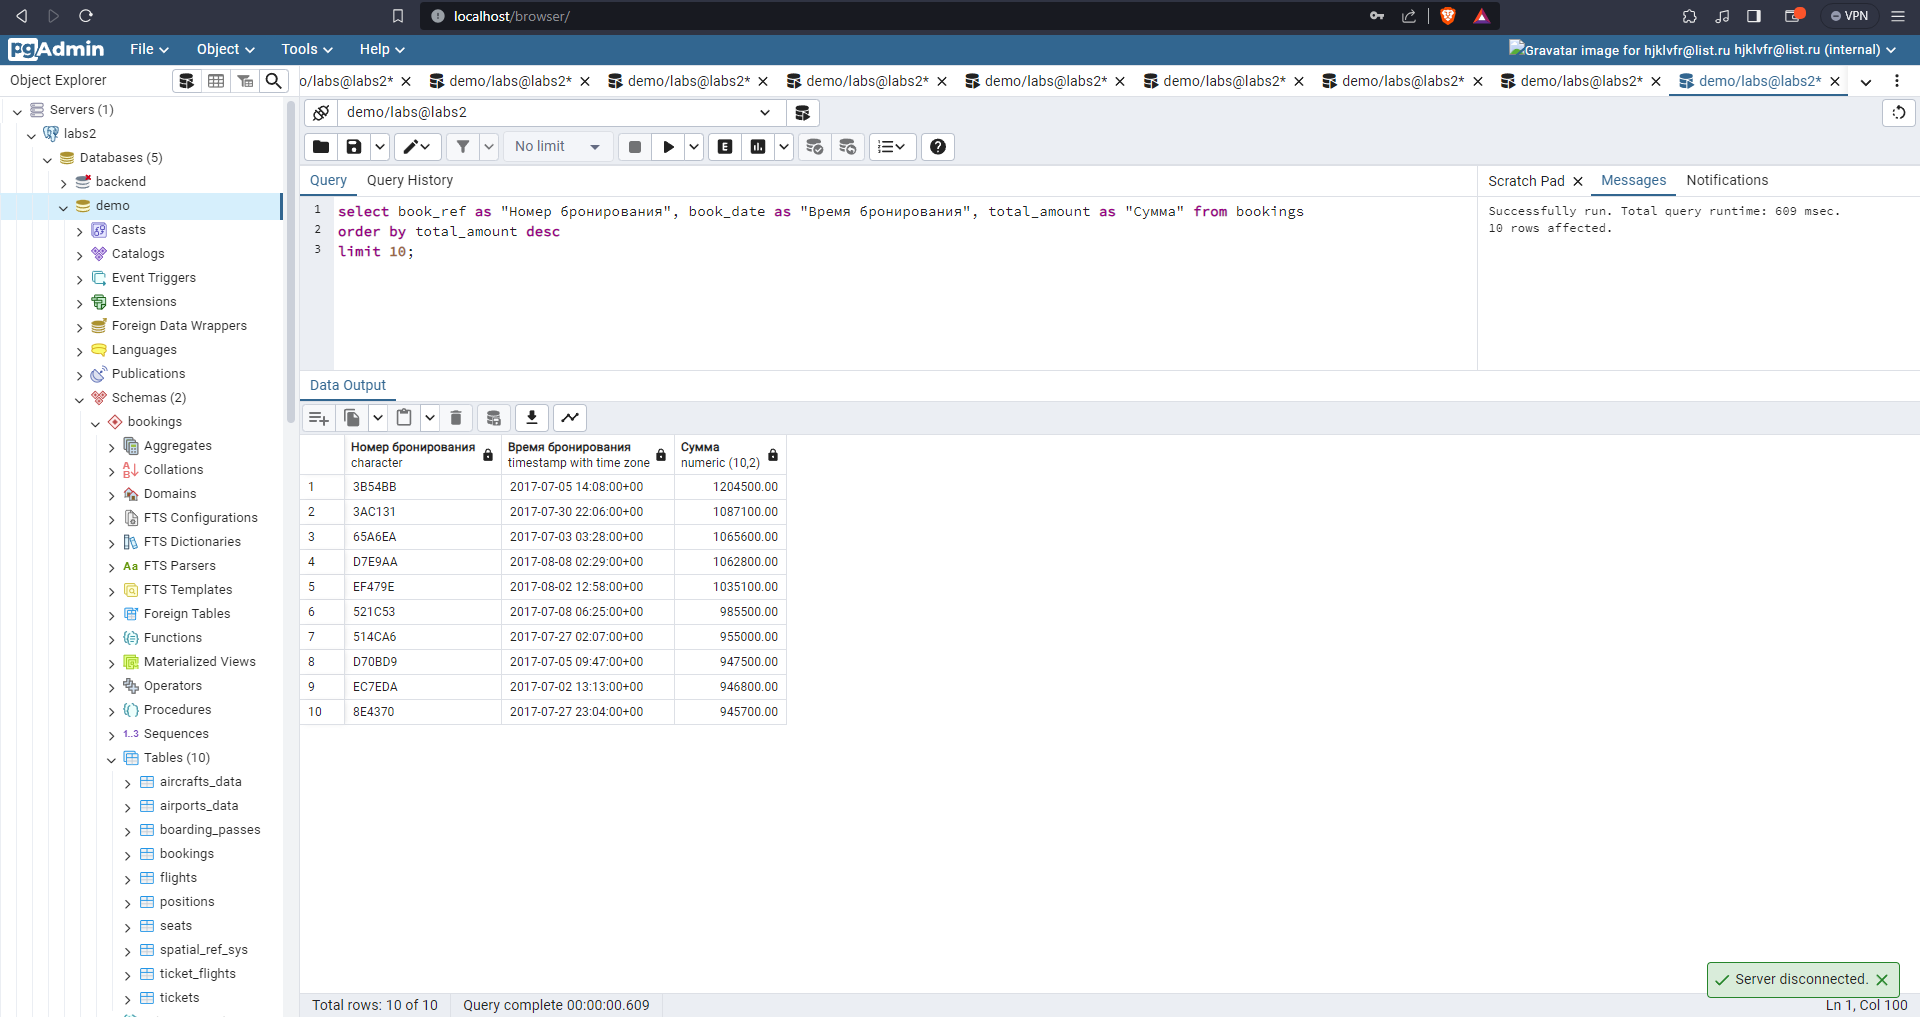 localhost/browser/
VPN
pgAdmin
File
Object
Tools
Help
Gravatar image for hjklvfr@list.ru hjklvfr@list.ru (internal)
Object Explorer
o/labs@labs2*
demo/labs@labs2*
demo/labs@labs2*
demo/labs@labs2*
demo/labs@labs2*
demo/labs@labs2*
demo/labs@labs2*
demo/labs@labs2*
demo/labs@labs2*
Servers (1)
labs2
Databases (5)
backend
demo
Casts
Catalogs
Event Triggers
Extensions
Foreign Data Wrappers
Languages
Publications
Schemas (2)
bookings
Aggregates
Collations
Domains
FTS Configurations
FTS Dictionaries
Aa FTS Parsers
FTS Templates
Foreign Tables
Functions
Materialized Views
Operators
Procedures
1..3 Sequences
Tables (10)
aircrafts_data
airports_data
boarding_passes
bookings
flights
positions
seats
spatial_ref_sys
ticket_flights
tickets
demo/labs@labs2
No limit
E
Query
Query History
1 select book_ref as "Номер бронирования", book_date as "Время бронирования", total_amount as "Сумма" from bookings
2 order by total_amount desc
3 limit 10;
Scratch Pad
Messages
Notifications
Successfully run. Total query runtime: 609 msec.
10 rows affected.
Data Output
Номер бронирования character
Время бронирования timestamp with time zone
Сумма numeric (10,2)
1 3B54BB 2017-07-05 14:08:00+00 1204500.00
2 3AC131 2017-07-30 22:06:00+00 1087100.00
3 65A6EA 2017-07-03 03:28:00+00 1065600.00
4 D7E9AA 2017-08-08 02:29:00+00 1062800.00
5 EF479E 2017-08-02 12:58:00+00 1035100.00
6 521C53 2017-07-08 06:25:00+00 985500.00
7 514CA6 2017-07-27 02:07:00+00 955000.00
8 D70BD9 2017-07-05 09:47:00+00 947500.00
9 EC7EDA 2017-07-02 13:13:00+00 946800.00
10 8E4370 2017-07-27 23:04:00+00 945700.00
Server disconnected.
Total rows: 10 of 10
Query complete 00:00:00.609
Ln 1, Col 100